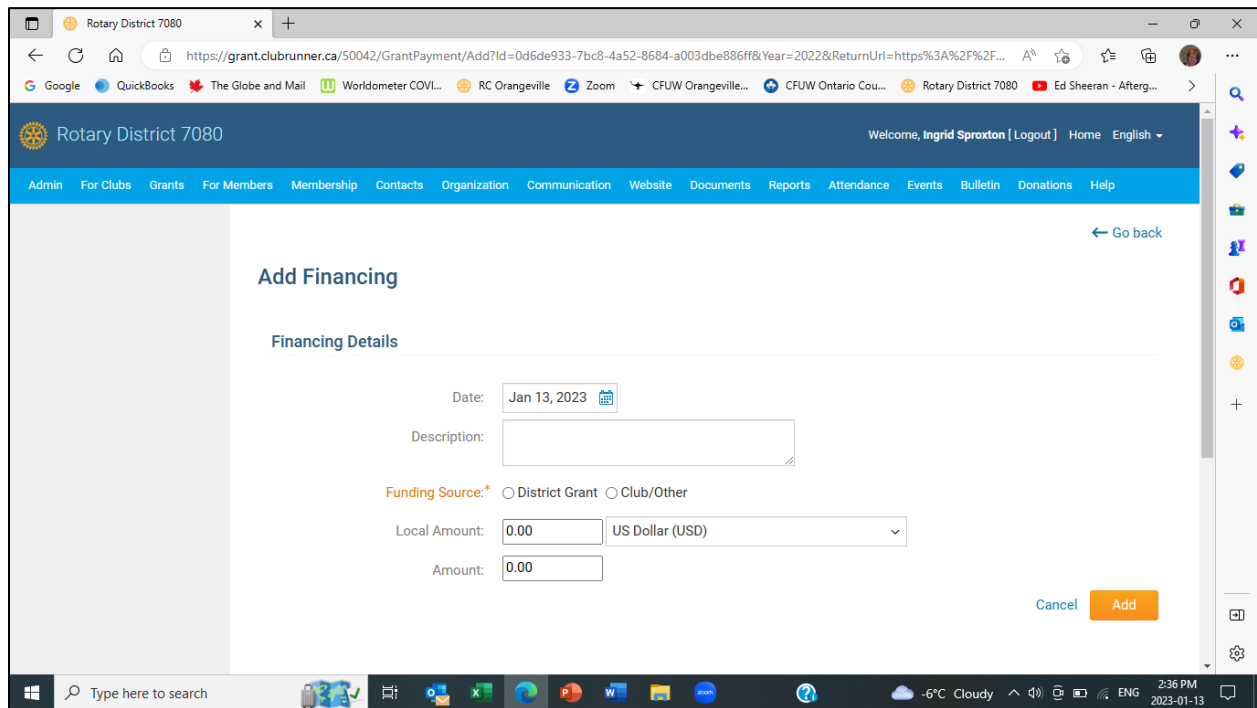 Rotary District 7080
https://grant.clubrunner.ca/50042/GrantPayment/Add?Id=0d6de933-7bc8-4a52-8684-a003dbe886ff&Year=2022&ReturnUrl=https%3A%2F%2F...
Google QuickBooks The Globe and Mail Worldometer COVI... RC Orangeville Zoom CFUW Orangeville... CFUW Ontario Cou... Rotary District 7080 Ed Sheeran - Afterg...
Rotary District 7080 Welcome, Ingrid Sproxton [ Logout ] Home English
Admin For Clubs Grants For Members Membership Contacts Organization Communication Website Documents Reports Attendance Events Bulletin Donations Help
← Go back
Add Financing
Financing Details
Date: Jan 13, 2023
Description:
Funding Source:* District Grant Club/Other
Local Amount: 0.00 US Dollar (USD)
Amount: 0.00
Cancel Add
Type here to search -6°C Cloudy ENG 2:36 PM
2023-01-13